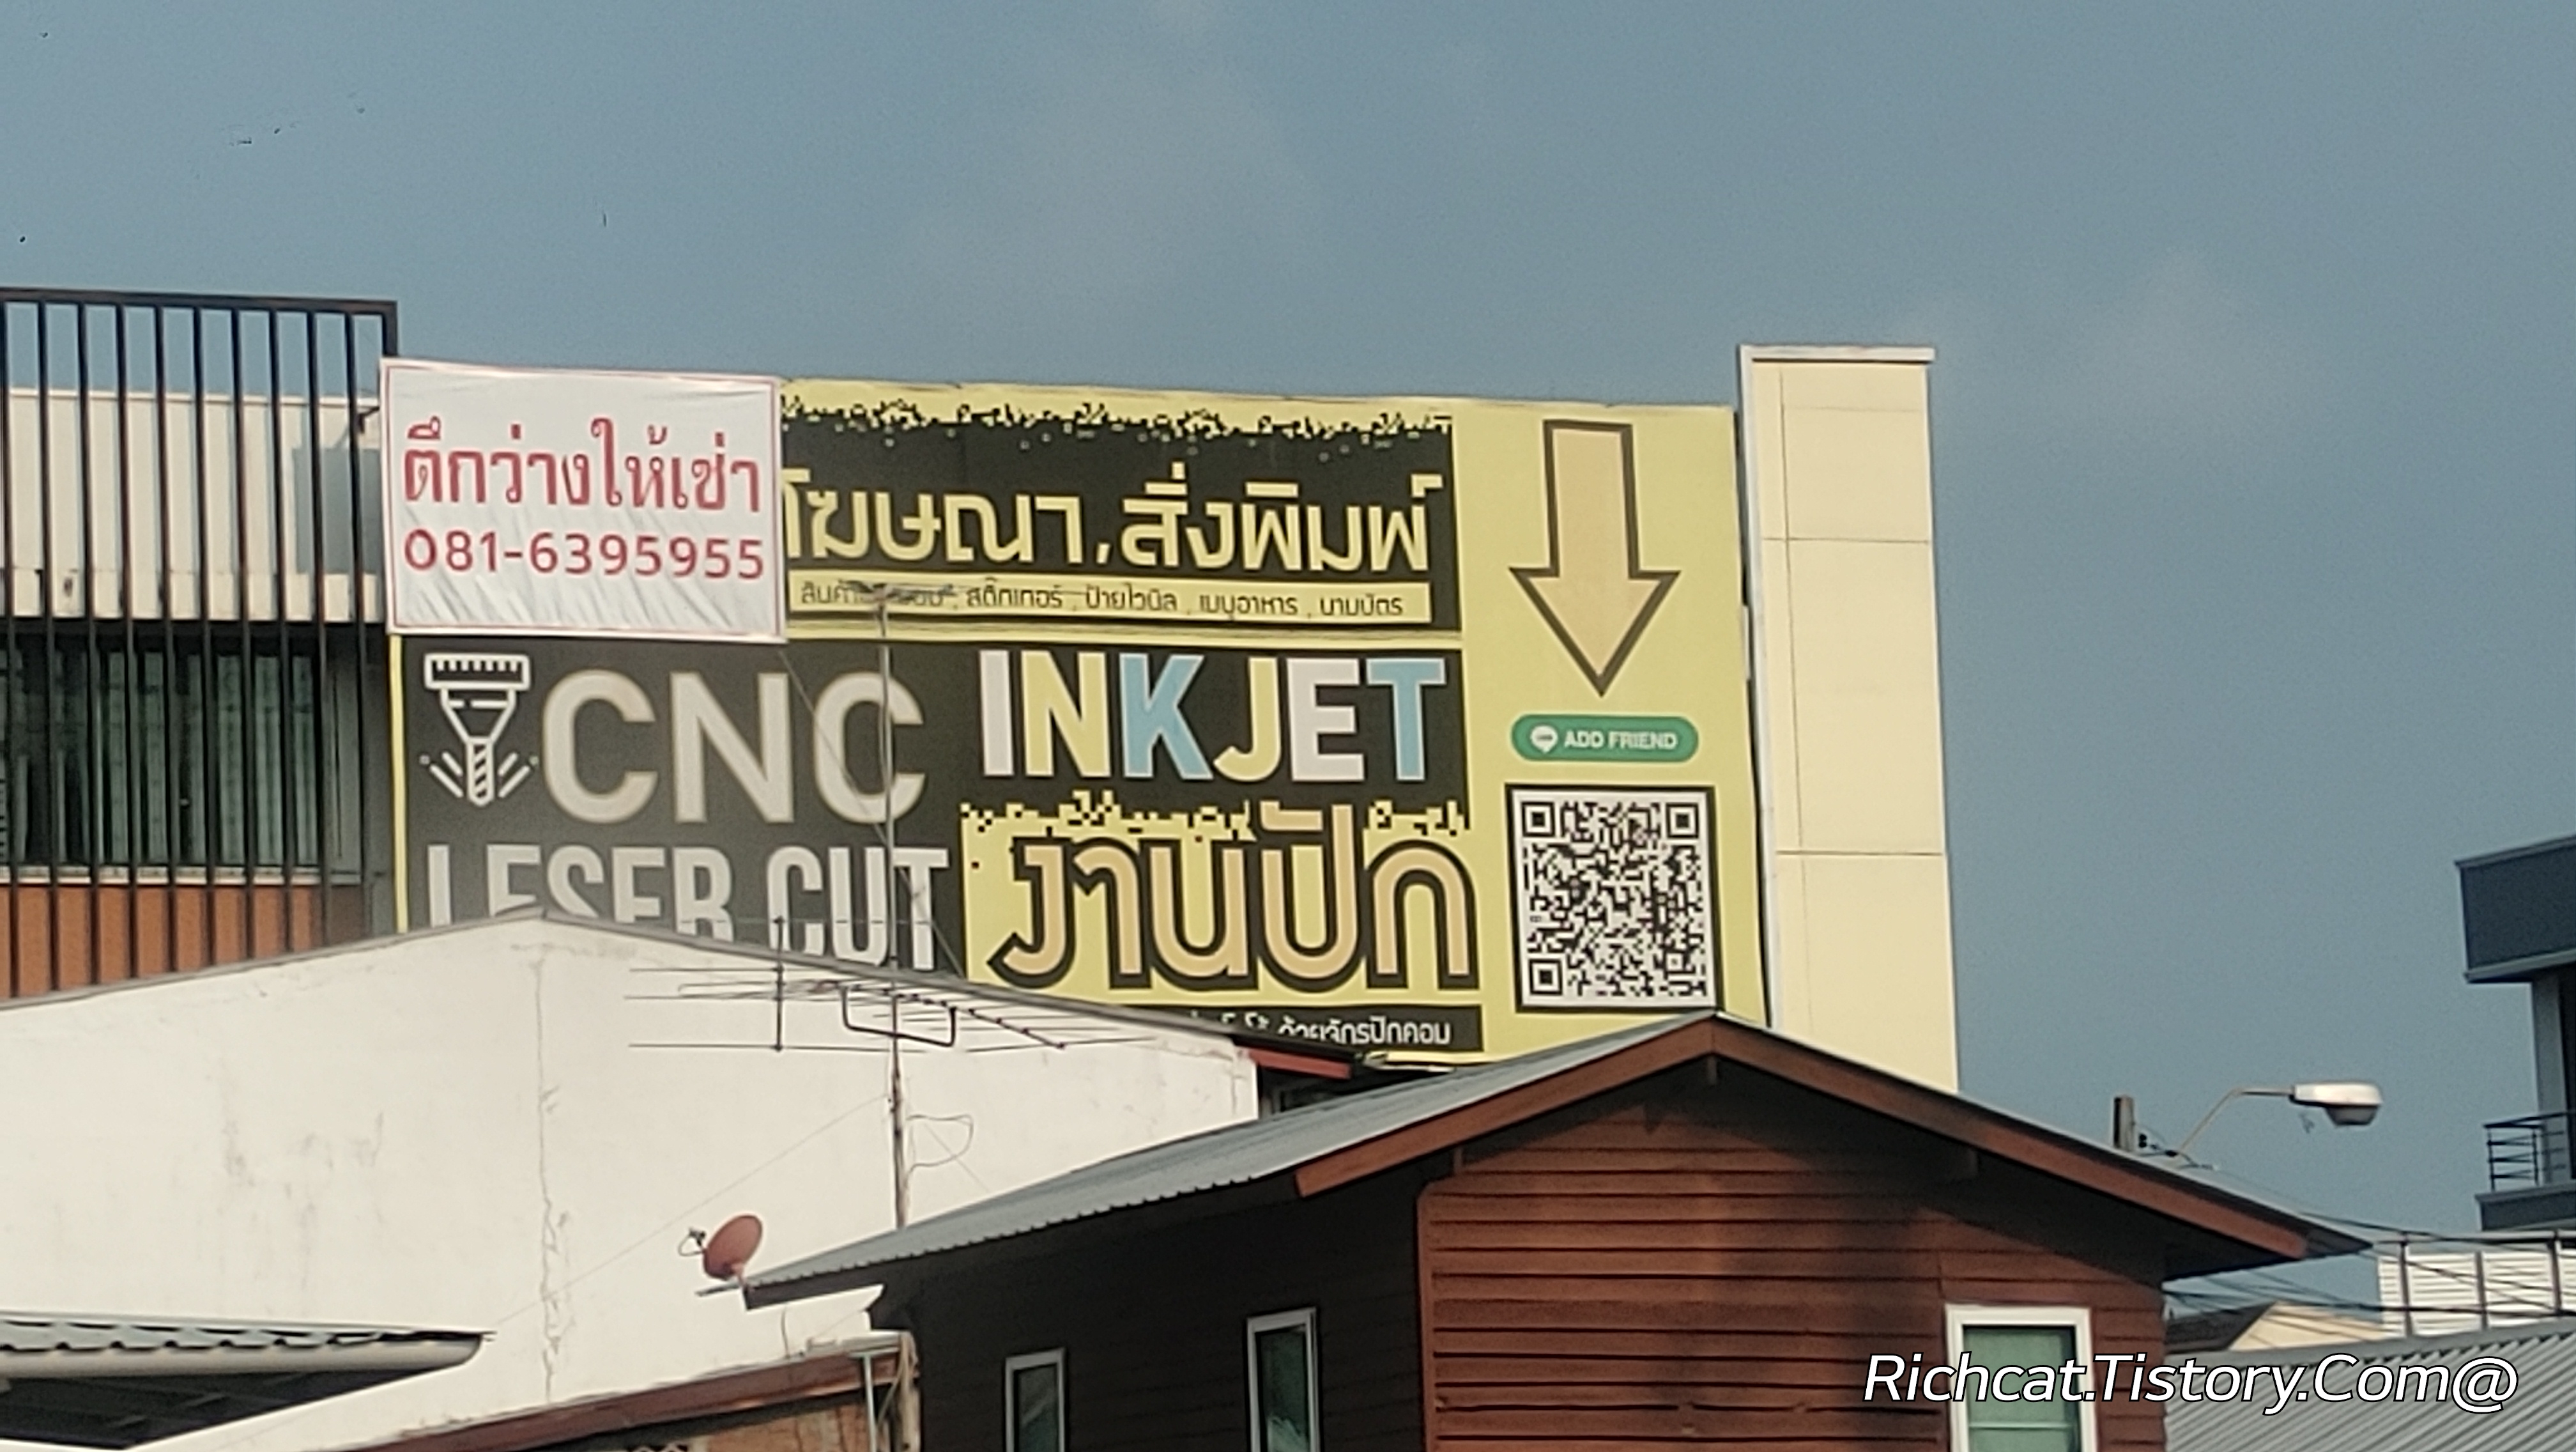 ตึกว่างให้เช่า
081-6395955
โฆษณา,สิ่งพิมพ์
สติ๊กเกอร์ , ป้ายไวนิล , เมนูอาหาร , นามบัตร
CNC
LESER CUT
INKJET
งานปัก
ด้วยจักรปักคอม
ADD FRIEND
Richcat.Tistory.Com@